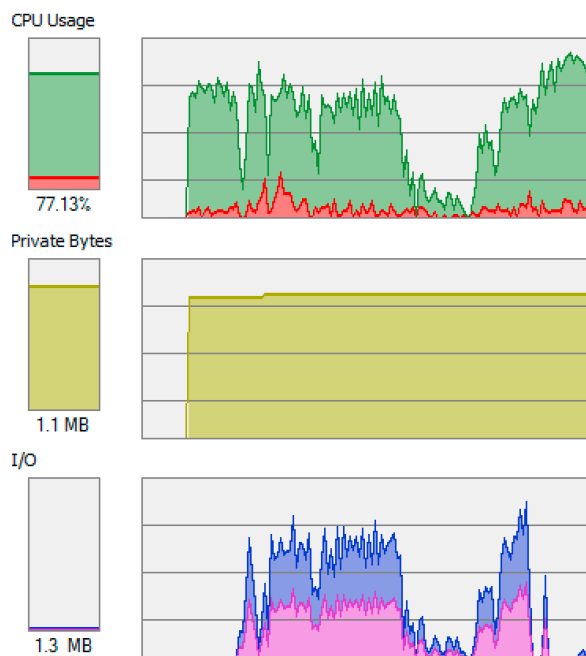 CPU Usage
77.13%
Private Bytes
1.1 MB
I/O
1.3 MB